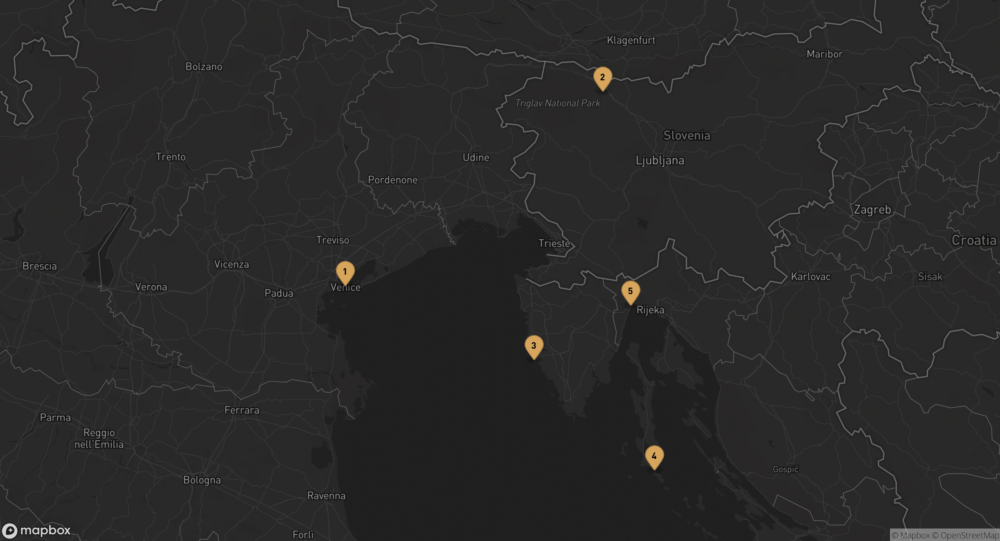 Klagenfurt
Maribor
Bolzano
2
Triglav National Park
Slovenia
Trento
Udine
Ljubljana
Pordenone
Zagreb
Treviso
Trieste
Croatia
Brescia
Vicenza
1
Karlovac
Sisak
Verona
Venice
Padua
5
Rijeka
3
Ferrara
Parma
Reggio
nell'Emilia
4
Gospić
Bologna
Ravenna
mapbox
Forlì
© Mapbox © OpenStreetMap